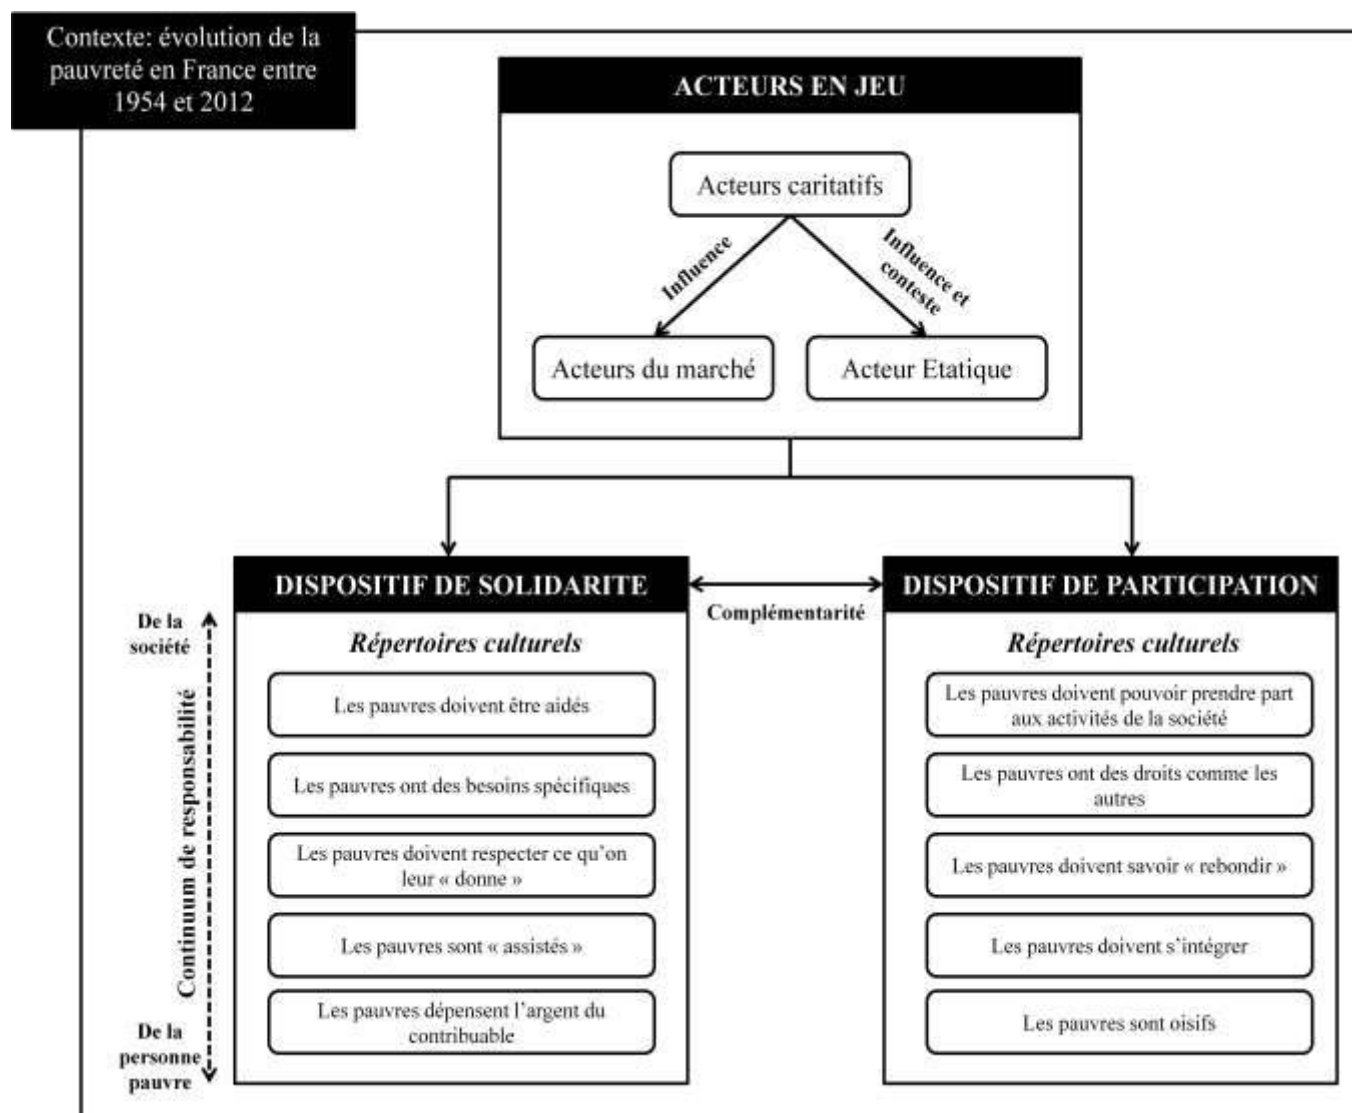 Contexte: évolution de la
pauvreté en France entre
1954 et 2012
ACTEURS EN JEU
Acteurs caritatifs
Influence
Influence et
conteste
Acteurs du marché
Acteur Etatique
DISPOSITIF DE SOLIDARITE
Complémentarité
DISPOSITIF DE PARTICIPATION
De la
société
Continuum de responsabilité
De la
personne
pauvre
Répertoires culturels
Les pauvres doivent être aidés
Les pauvres ont des besoins spécifiques
Les pauvres doivent respecter ce qu’on
leur « donne »
Les pauvres sont « assistés »
Les pauvres dépensent l’argent du
contribuable
Répertoires culturels
Les pauvres doivent pouvoir prendre part
aux activités de la société
Les pauvres ont des droits comme les
autres
Les pauvres doivent savoir « rebondir »
Les pauvres doivent s’intégrer
Les pauvres sont oisifs